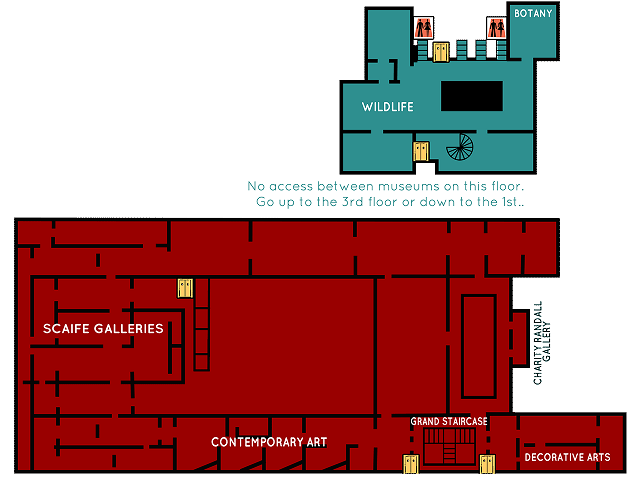 BOTANY
WILDLIFE
No access between museums on this floor.
Go up to the 3rd floor or down to the 1st..
SCAIFE GALLERIES
CHARITY RANDALL
GALLERY
GRAND STAIRCASE
CONTEMPORARY ART
DECORATIVE ARTS